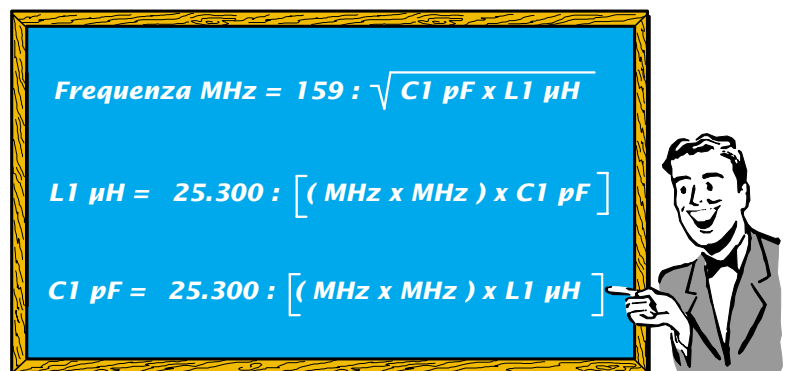 Frequenza MHz = 159 : √ C1 pF x L1 µH
L1 µH = 25.300 : [( MHz x MHz ) x C1 pF ]
C1 pF = 25.300 : [( MHz x MHz ) x L1 µH ]